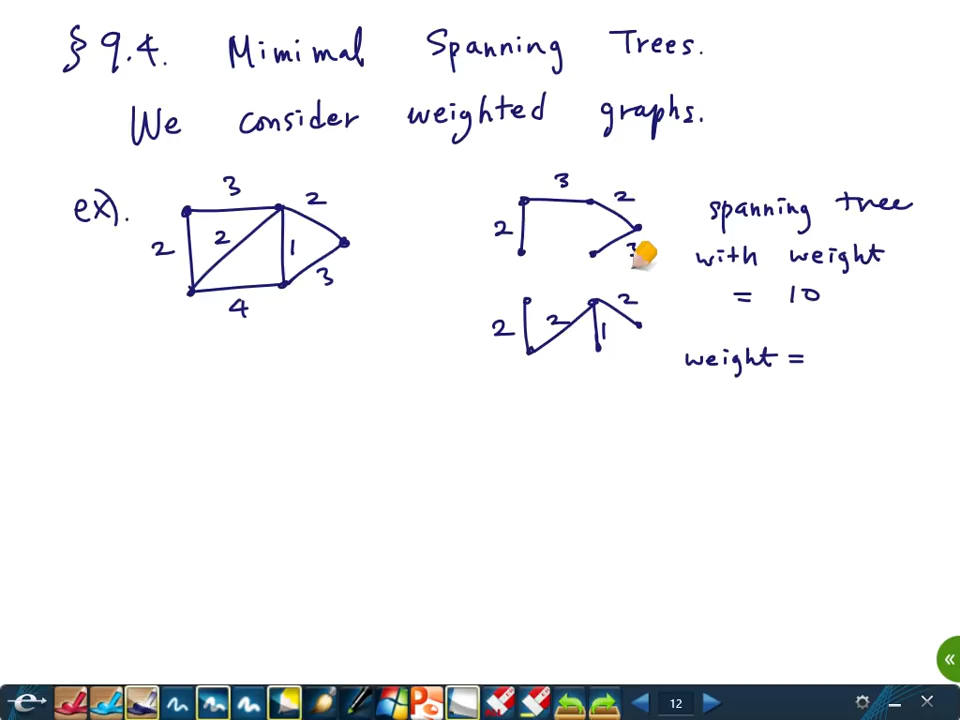 § 9.4. Mimimal Spanning Trees.
We consider weighted graphs.
ex).
3
2
2
2
1
3
4
3
2
2
spanning tree
with weight
= 10
2
2
2
1
weight =
12